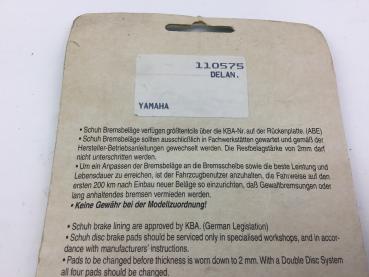 110575
DELAN.
YAMAHA
• Schuh Bremsbeläge verfügen größtenteils über die KBA-Nr. auf der Rückenplatte. (ABE)
• Schuh Bremsbeläge sollten ausschließlich in Fachwerkstätten gewartet und gemäß der
Hersteller-Betriebsanleitungen gewechselt werden. Die Restbelagstärke von 2mm darf
nicht unterschritten werden.
• Um ein Anpassen der Bremsbeläge an die Bremsscheibe sowie die beste Leistung und
Lebensdauer zu erreichen, ist der Fahrzeugbenutzer anzuhalten, die Fahrweise auf den
ersten 200 km nach Einbau neuer Beläge so einzurichten, daß Gewaltbremsungen oder
lang anhaltendes bremsen vermieden werden.
• Keine Gewähr bei der Modellzuordnung!
• Schuh brake lining are approved by KBA. (German Legislation)
• Schuh disc brake pads should be serviced only in specialised workshops, and in accor-
dance with manufacturers' instructions.
• Pads to be changed before thickness is worn down to 2 mm. With a Double Disc System
all four pads should be changed.